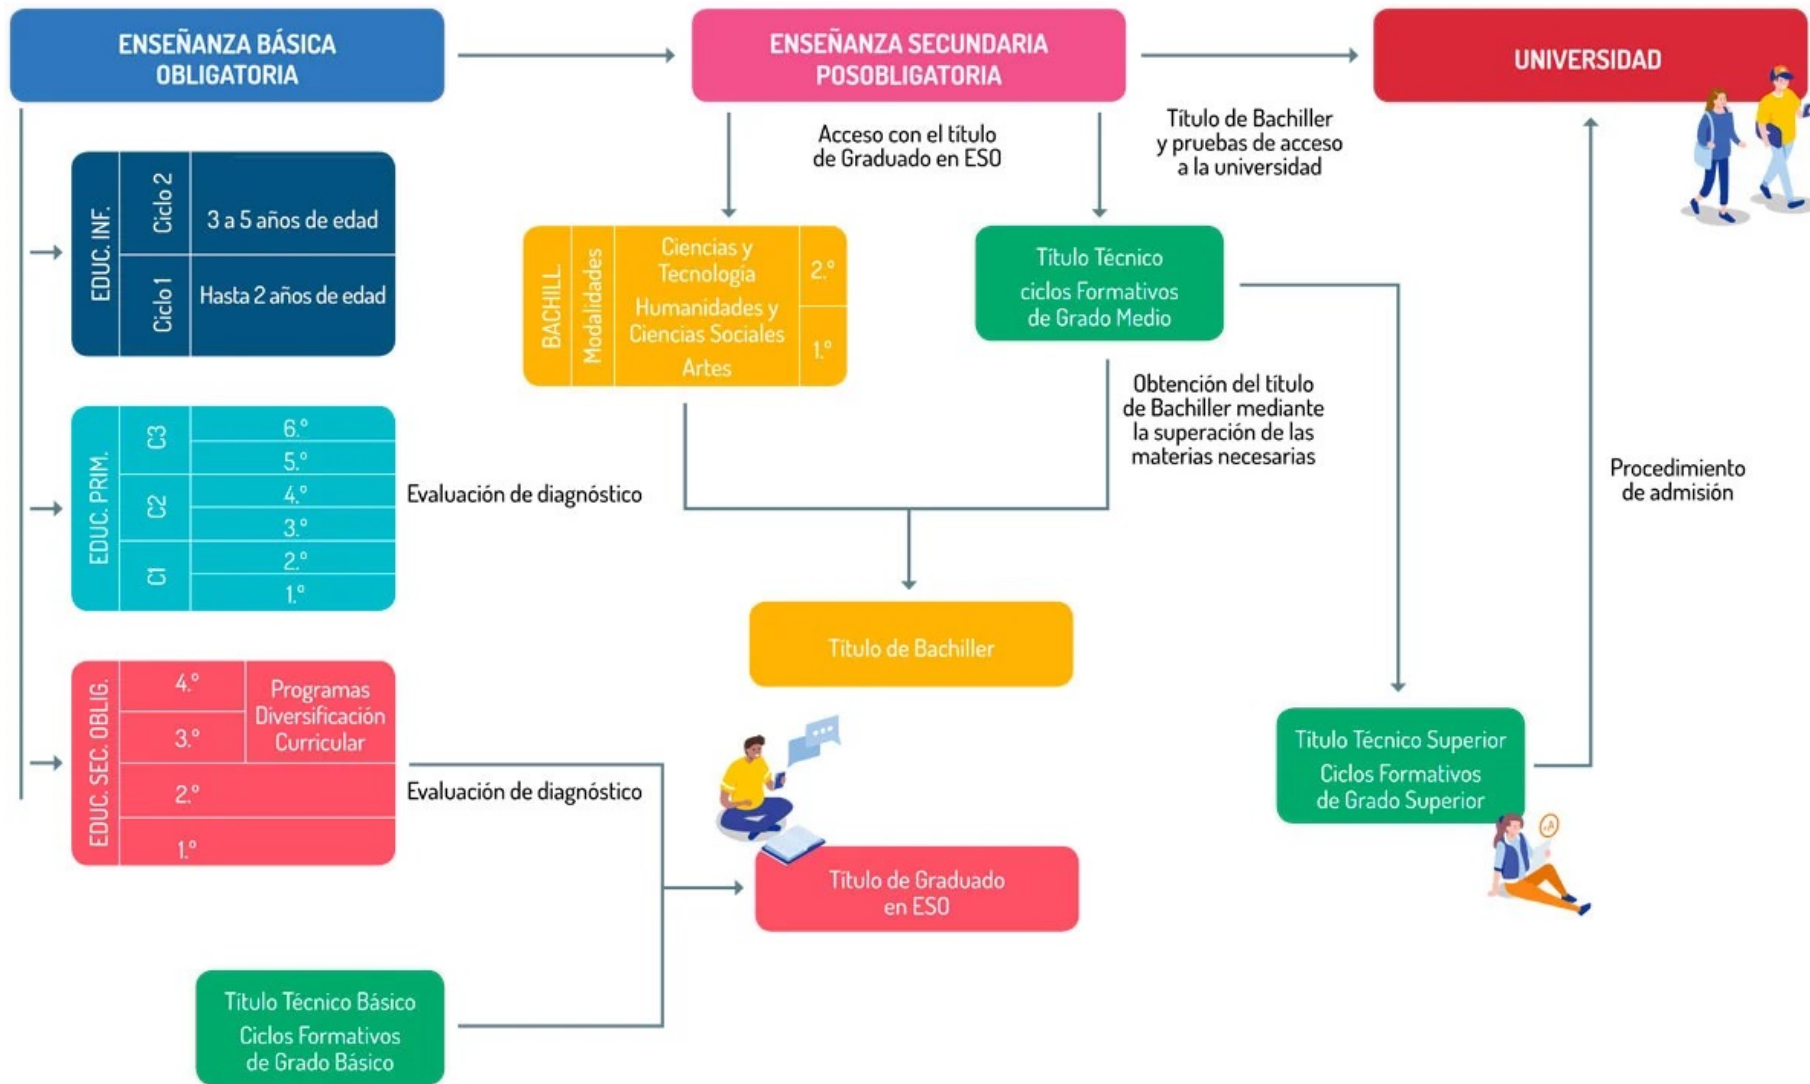 ENSEÑANZA BÁSICA
OBLIGATORIA
ENSEÑANZA SECUNDARIA
POSOBLIGATORIA
UNIVERSIDAD
EDUC. INF.
Ciclo 2
3 a 5 años de edad
Ciclo 1
Hasta 2 años de edad
EDUC. PRIM.
C3
6.º
5.º
C2
4.º
3.º
C1
2.º
1.º
Evaluación de diagnóstico
EDUC. SEC. OBLIG.
4.º
3.º
Programas
Diversificación
Curricular
2.º
1.º
Evaluación de diagnóstico
Título Técnico Básico
Ciclos Formativos
de Grado Básico
Acceso con el título
de Graduado en ESO
BACHILL.
Modalidades
Ciencias y
Tecnología
Humanidades y
Ciencias Sociales
Artes
2.º
1.º
Título de Bachiller
y pruebas de acceso
a la universidad
Título Técnico
ciclos Formativos
de Grado Medio
Obtención del título
de Bachiller mediante
la superación de las
materias necesarias
Título de Bachiller
Título de Graduado
en ESO
Procedimiento
de admisión
Título Técnico Superior
Ciclos Formativos
de Grado Superior